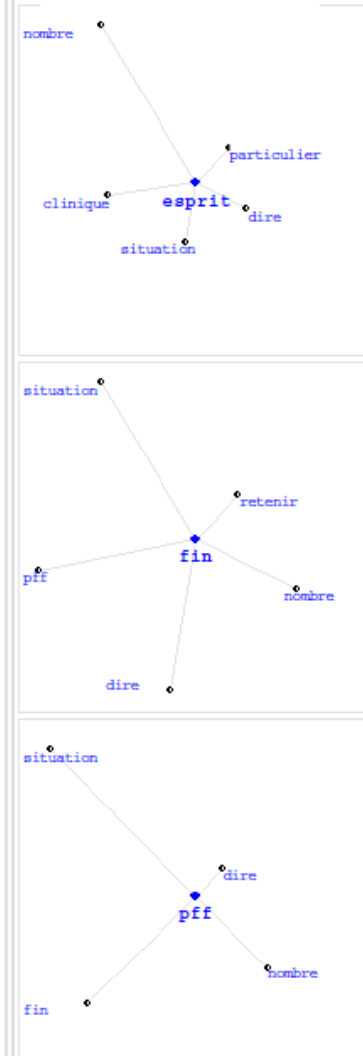 nombre
particulier
clinique
esprit
dire
situation
situation
retenir
fin
pff
nombre
dire
situation
dire
pff
nombre
fin